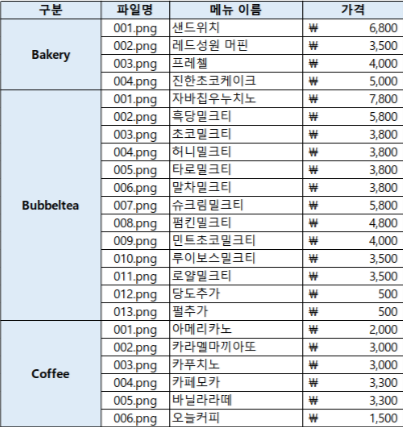 구분 파일명 메뉴 이름 가격
Bakery
001.png 샌드위치 ₩ 6,800
002.png 레드성원 머핀 ₩ 3,500
003.png 프레첼 ₩ 4,000
004.png 진한조코케이크 ₩ 5,000
Bubbeltea
001.png 자바집우누치노 ₩ 7,800
002.png 흑당밀크티 ₩ 5,800
003.png 초코밀크티 ₩ 3,800
004.png 허니밀크티 ₩ 3,800
005.png 타로밀크티 ₩ 3,800
006.png 말차밀크티 ₩ 3,800
007.png 슈크림밀크티 ₩ 5,800
008.png 펌킨밀크티 ₩ 4,800
009.png 민트조코밀크티 ₩ 4,000
010.png 루이보스밀크티 ₩ 3,500
011.png 로얄밀크티 ₩ 3,500
012.png 당도추가 ₩ 500
013.png 펄추가 ₩ 500
Coffee
001.png 아메리카노 ₩ 2,000
002.png 카라멜마끼아또 ₩ 3,000
003.png 카푸치노 ₩ 3,000
004.png 카페모카 ₩ 3,300
005.png 바닐라라떼 ₩ 3,300
006.png 오늘커피 ₩ 1,500